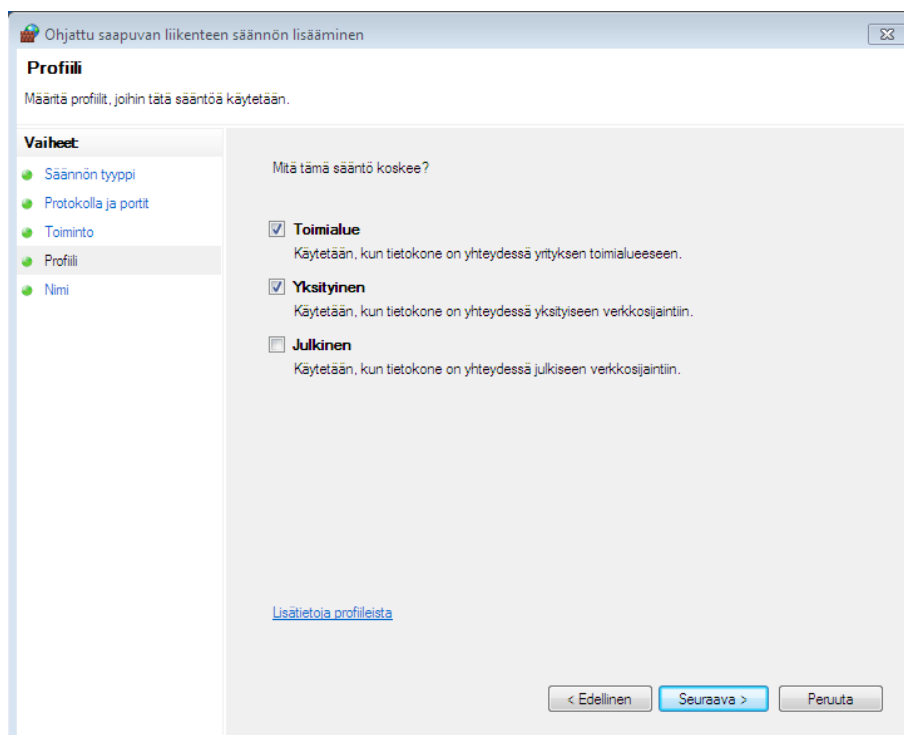 Ohjattu saapuvan liikenteen säännön lisääminen
Profiili
Määritä profiilit, joihin tätä sääntöä käytetään.
Vaiheet:
Säännön tyyppi
Protokolla ja portit
Toiminto
Profiili
Nimi
Mitä tämä sääntö koskee?
Toimialue
Käytetään, kun tietokone on yhteydessä yrityksen toimialueeseen.
Yksityinen
Käytetään, kun tietokone on yhteydessä yksityiseen verkkosijaintiin.
Julkinen
Käytetään, kun tietokone on yhteydessä julkiseen verkkosijaintiin.
Lisätietoja profiileista
< Edellinen
Seuraava >
Peruuta